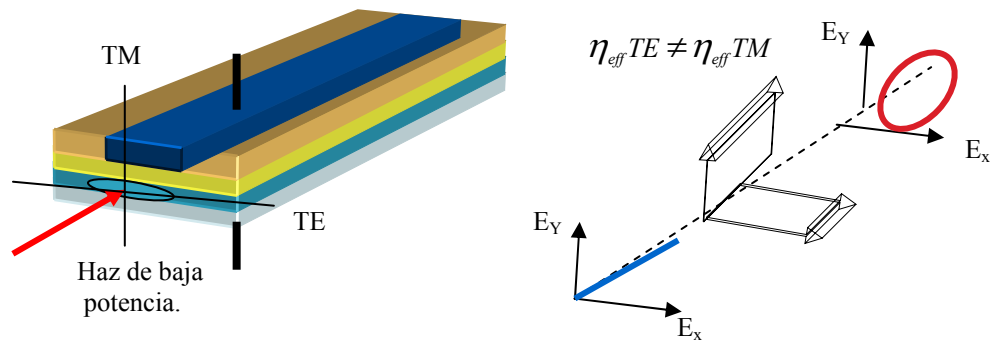 TM
TE
Haz de baja
potencia.
η_eff TE ≠ η_eff TM
E_Y
E_x
E_Y
E_x